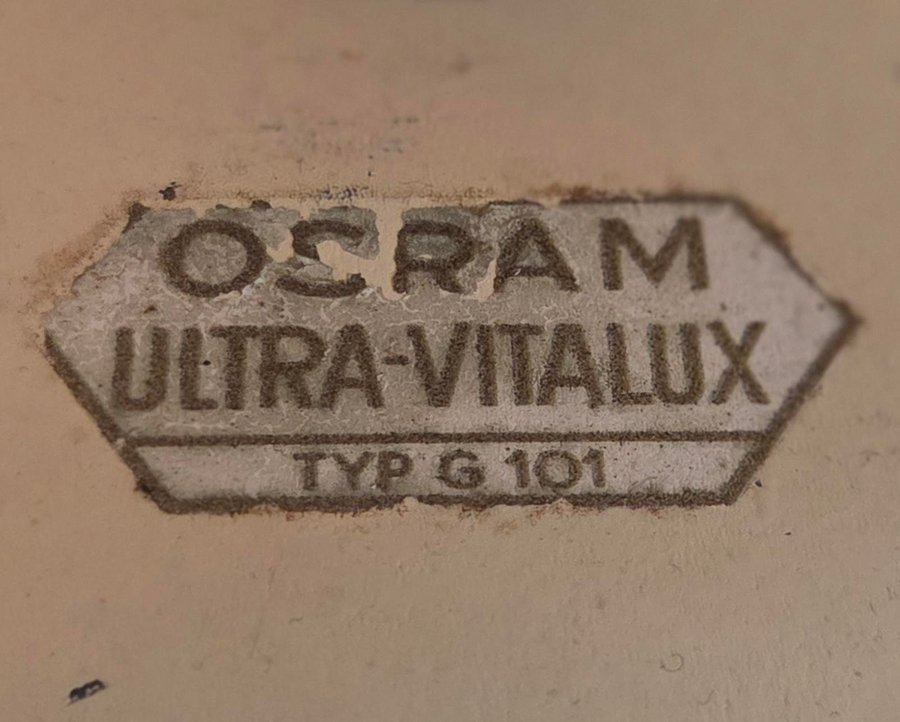 OSRAM
ULTRA-VITALUX
TYP G 101